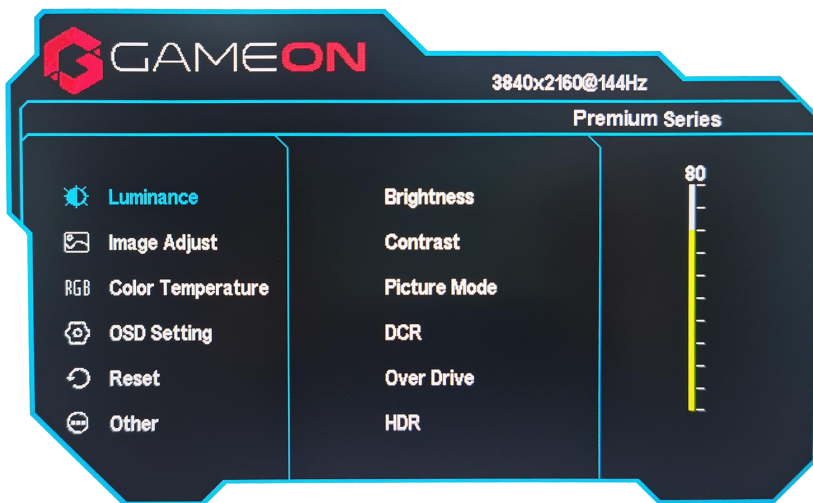 GAMEON
3840x2160@144Hz
Premium Series
Luminance
Image Adjust
RGB Color Temperature
OSD Setting
Reset
Other
Brightness
Contrast
Picture Mode
DCR
Over Drive
HDR
80